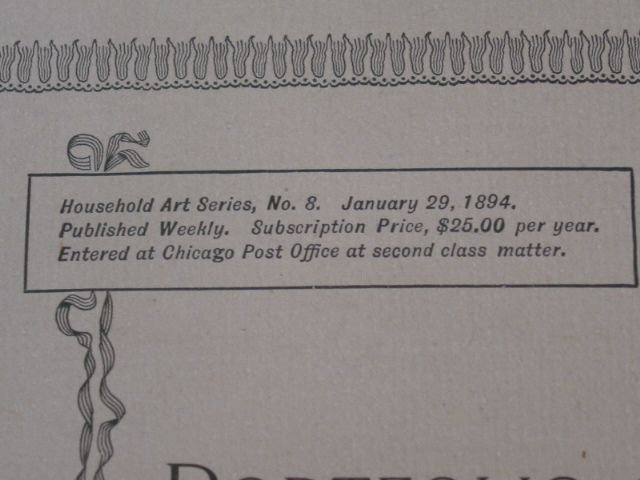 Household Art Series, No. 8. January 29, 1894.
Published Weekly. Subscription Price, $25.00 per year.
Entered at Chicago Post Office at second class matter.
PORTFOLIO